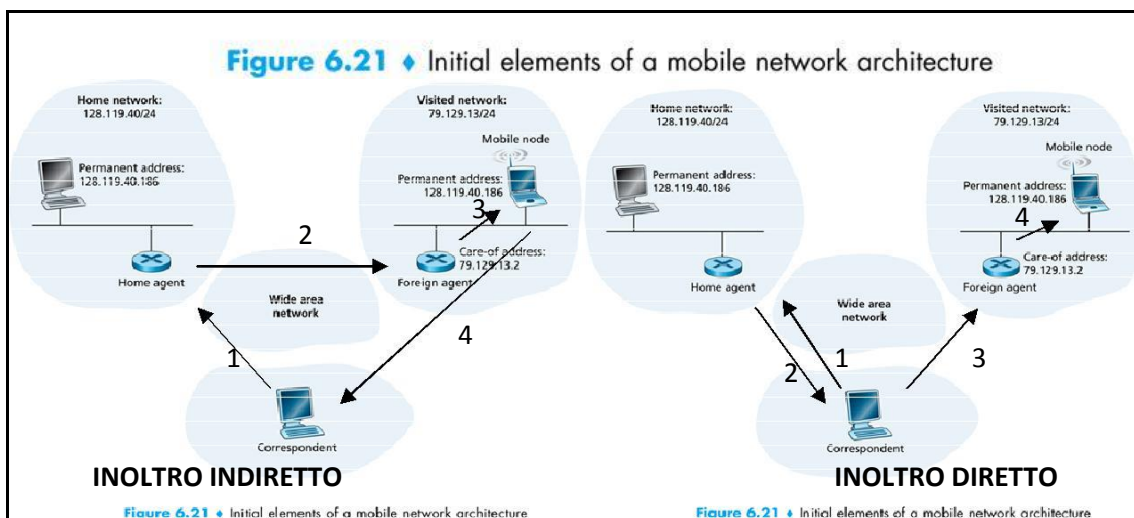 Figure 6.21 ♦ Initial elements of a mobile network architecture
Home network:
128.119.40/24
Permanent address:
128.119.40.186
Home agent
Visited network:
79.129.13/24
Mobile node
Permanent address:
128.119.40.186
3
Care-of address:
79.129.13.2
Foreign agent
2
Wide area
network
1
4
Correspondent
INOLTRO INDIRETTO
Figure 6.21 ♦ Initial elements of a mobile network architecture
Home network:
128.119.40/24
Permanent address:
128.119.40.186
Home agent
Visited network:
79.129.13/24
Mobile node
Permanent address:
128.119.40.186
4
Care-of address:
79.129.13.2
Foreign agent
Wide area
network
1
2
3
Correspondent
INOLTRO DIRETTO
Figure 6.21 ♦ Initial elements of a mobile network architecture